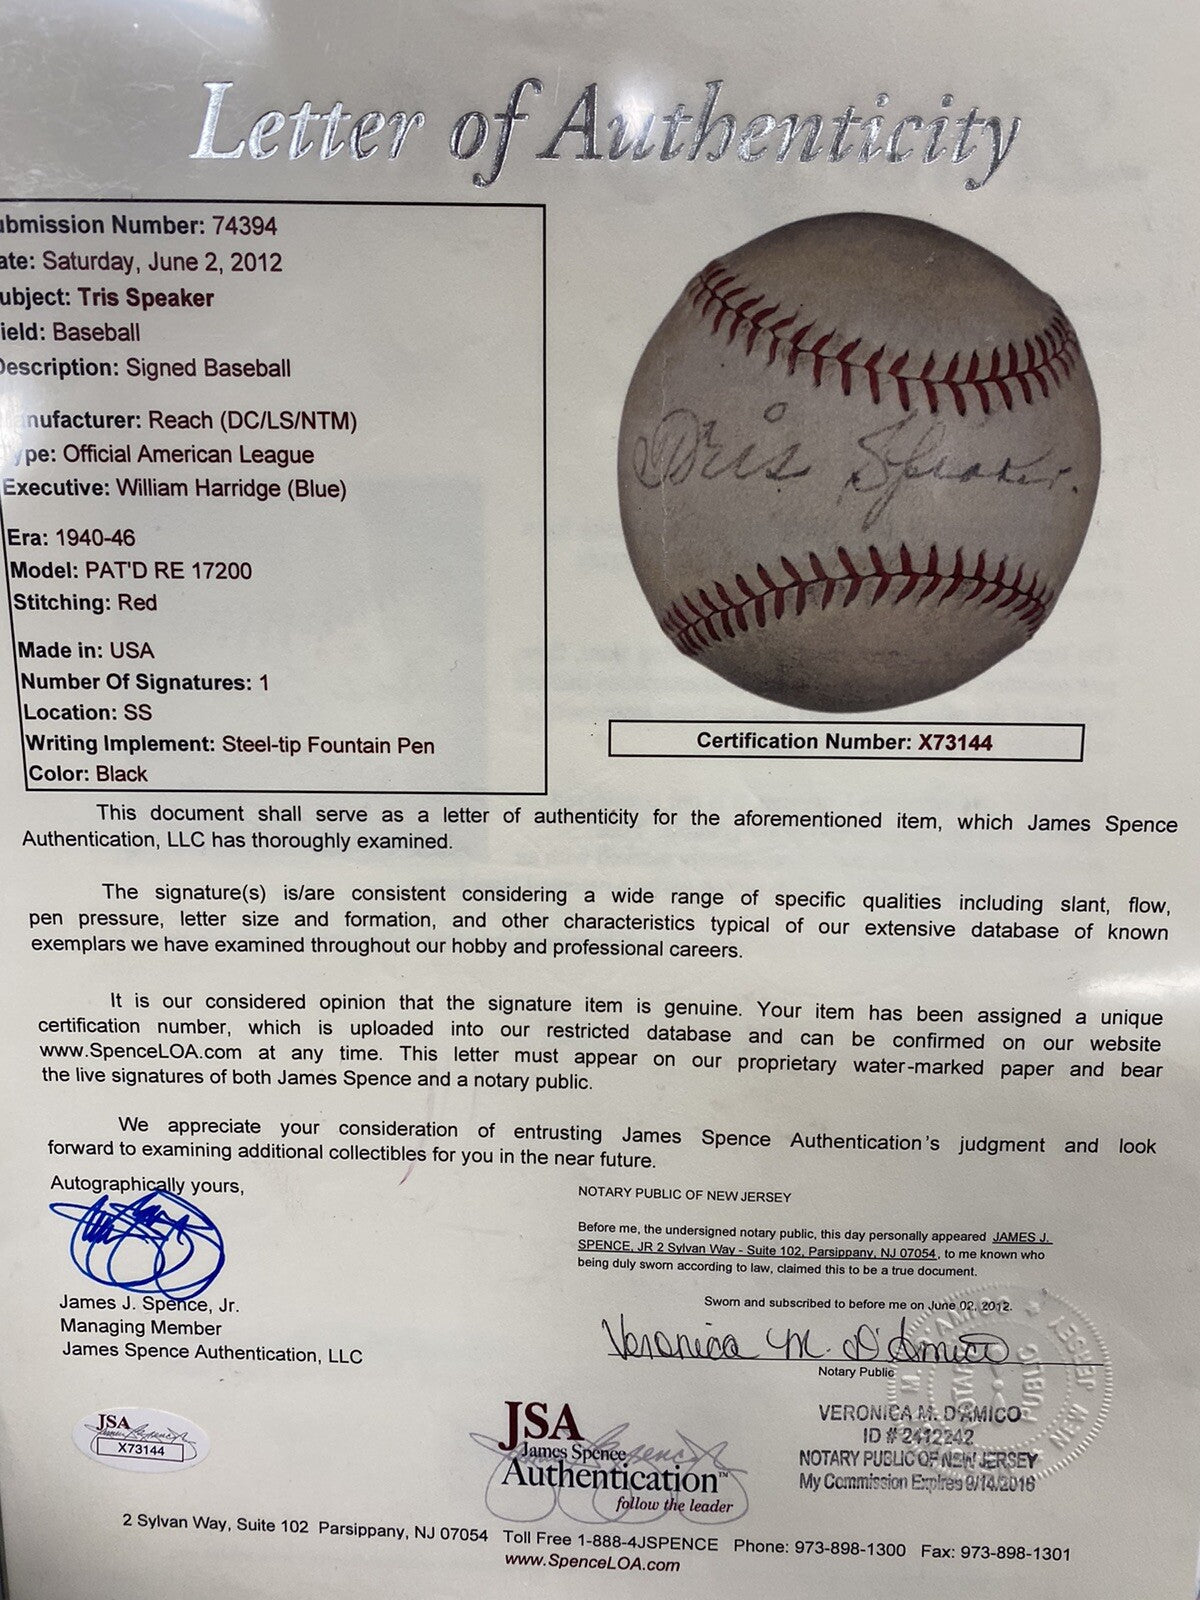 Letter of Authenticity
ubmission Number: 74394
ate: Saturday, June 2, 2012
ubject: Tris Speaker
ield: Baseball
Description: Signed Baseball
anufacturer: Reach (DC/LS/NTM)
ype: Official American League
Executive: William Harridge (Blue)
Era: 1940-46
Model: PAT'D RE 17200
Stitching: Red
Made in: USA
Number Of Signatures: 1
Location: SS
Writing Implement: Steel-tip Fountain Pen
Color: Black
Tris Speaker.
Certification Number: X73144
This document shall serve as a letter of authenticity for the aforementioned item, which James Spence
Authentication, LLC has thoroughly examined.
The signature(s) is/are consistent considering a wide range of specific qualities including slant, flow,
pen pressure, letter size and formation, and other characteristics typical of our extensive database of known
exemplars we have examined throughout our hobby and professional careers.
It is our considered opinion that the signature item is genuine. Your item has been assigned a unique
certification number, which is uploaded into our restricted database and can be confirmed on our website
www.SpenceLOA.com at any time. This letter must appear on our proprietary water-marked paper and bear
the live signatures of both James Spence and a notary public.
We appreciate your consideration of entrusting James Spence Authentication's judgment and look
forward to examining additional collectibles for you in the near future.
Autographically yours,
James J. Spence, Jr.
Managing Member
James Spence Authentication, LLC
NOTARY PUBLIC OF NEW JERSEY
Before me, the undersigned notary public, this day personally appeared JAMES J.
SPENCE, JR 2 Sylvan Way - Suite 102, Parsippany, NJ 07054, to me known who
being duly sworn according to law, claimed this to be a true document.
Sworn and subscribed to before me on June 02, 2012.
Veronica M. D'Amico
Notary Public
VERONICA M. D'AMICO
ID # 2412242
NOTARY PUBLIC OF NEW JERSEY
My Commission Expires 9/14/2016
JSA
X73144
JSA
James Spence
Authentication™
follow the leader
2 Sylvan Way, Suite 102 Parsippany, NJ 07054 Toll Free 1-888-4JSPENCE Phone: 973-898-1300 Fax: 973-898-1301
www.SpenceLOA.com